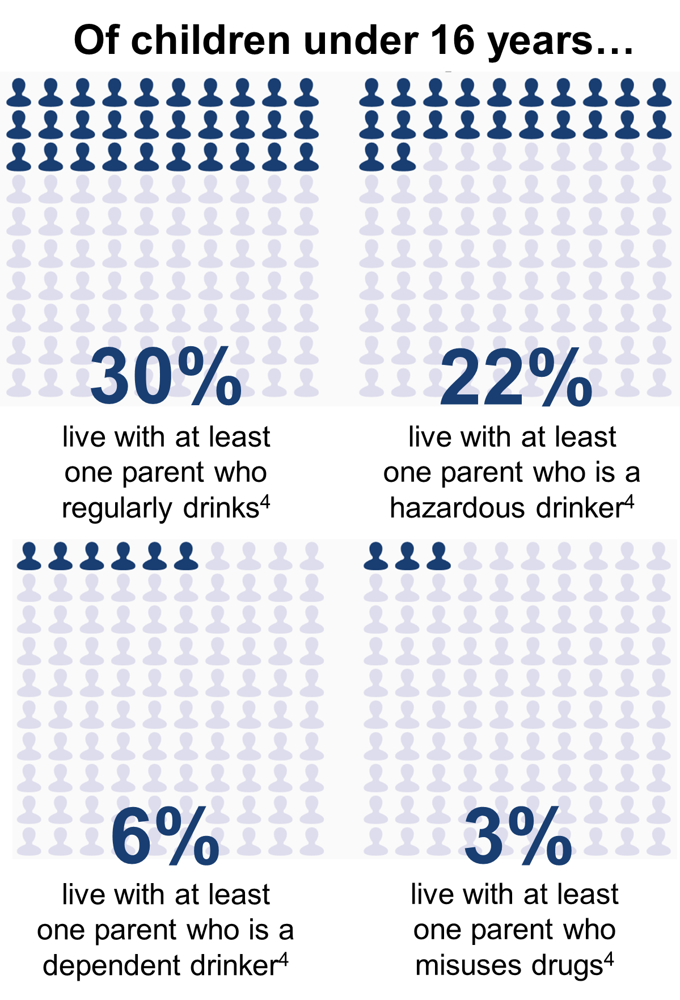 Of children under 16 years…
30%
live with at least
one parent who
regularly drinks⁴
22%
live with at least
one parent who is a
hazardous drinker⁴
6%
live with at least
one parent who is a
dependent drinker⁴
3%
live with at least
one parent who
misuses drugs⁴